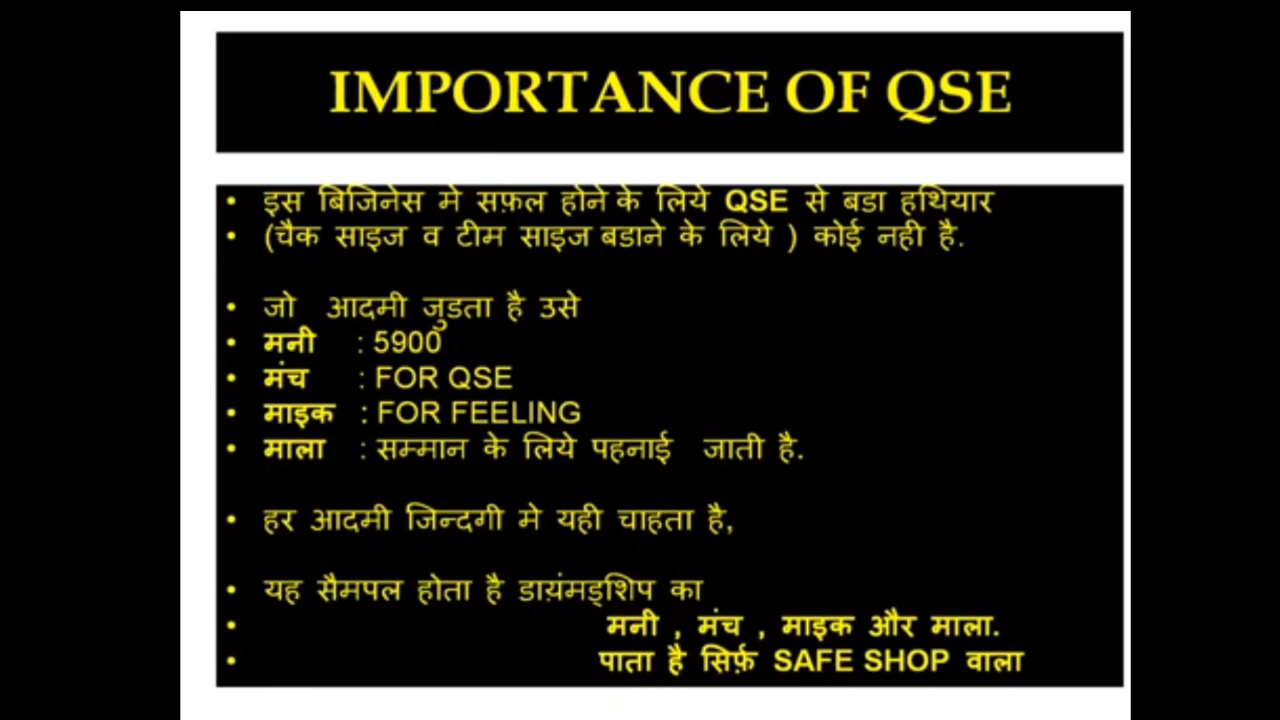 IMPORTANCE OF QSE
• इस बिजिनेस मे सफ़ल होने के लिये QSE से बडा हथियार
• (चैक साइज व टीम साइज बडाने के लिये ) कोई नही है.
• जो आदमी जुडता है उसे
• मनी : 5900
• मंच : FOR QSE
• माइक : FOR FEELING
• माला : सम्मान के लिये पहनाई जाती है.
• हर आदमी जिन्दगी मे यही चाहता है,
• यह सैमपल होता है डायंमड्शिप का
• मनी , मंच , माइक और माला.
• पाता है सिर्फ़ SAFE SHOP वाला